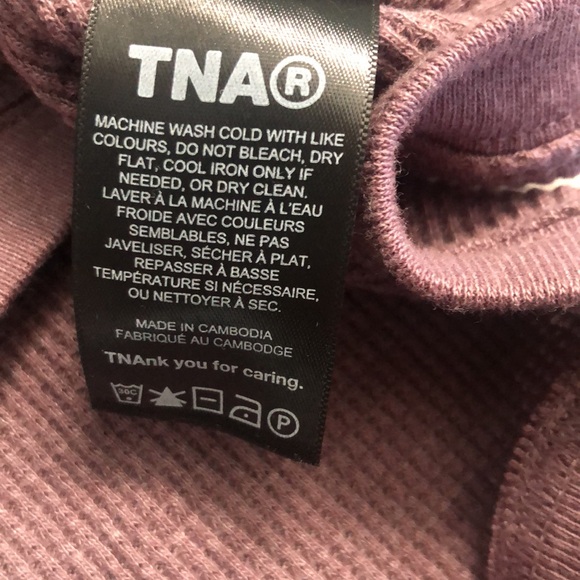 TNA®
MACHINE WASH COLD WITH LIKE
COLOURS, DO NOT BLEACH, DRY
FLAT, COOL IRON ONLY IF
NEEDED, OR DRY CLEAN.
LAVER À LA MACHINE À L'EAU
FROIDE AVEC COULEURS
SEMBLABLES, NE PAS
JAVELISER, SÉCHER À PLAT,
REPASSER À BASSE
TEMPÉRATURE SI NÉCESSAIRE,
OU NETTOYER À SEC.
MADE IN CAMBODIA
FABRIQUÉ AU CAMBODGE
TNAnk you for caring.
30C P